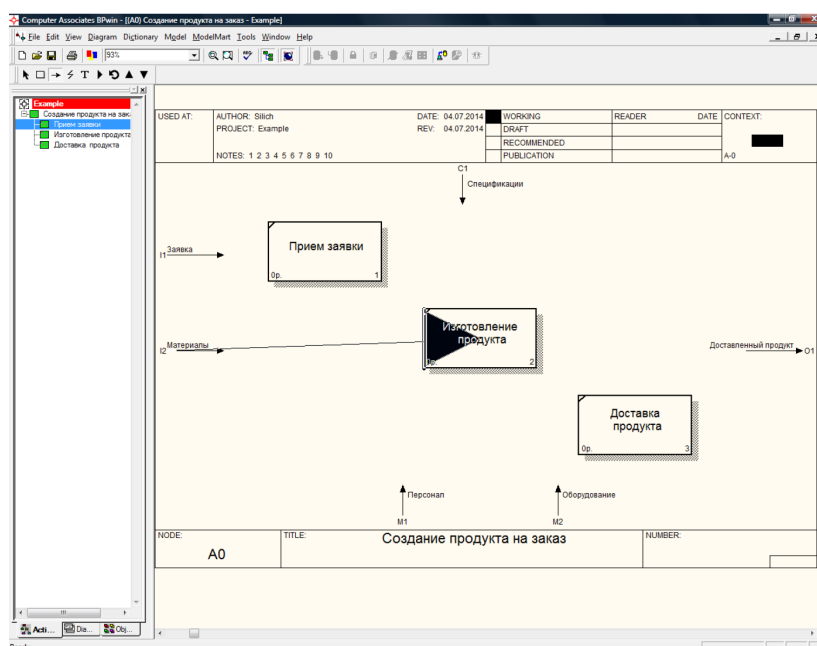 Computer Associates BPwin - [(A0) Создание продукта на заказ - Example]
File Edit View Diagram Dictionary Model ModelMart Tools Window Help
93%
Example
Создание продукта на зак
Прием заявки
Изготовление продукта
Доставка продукта
USED AT: AUTHOR: Silich DATE: 04.07.2014 WORKING READER DATE CONTEXT:
PROJECT: Example REV: 04.07.2014 DRAFT
RECOMMENDED
NOTES: 1 2 3 4 5 6 7 8 9 10 PUBLICATION A-0
C1
Спецификации
Прием заявки
I1 Заявка
0р. 1
Изготовление
продукта
I2 Материалы
Доставленный продукт O1
0р. 2
Доставка
продукта
0р. 3
Персонал Оборудование
M1 M2
NODE: TITLE: NUMBER:
A0 Создание продукта на заказ
Acti... Dia... Obj...